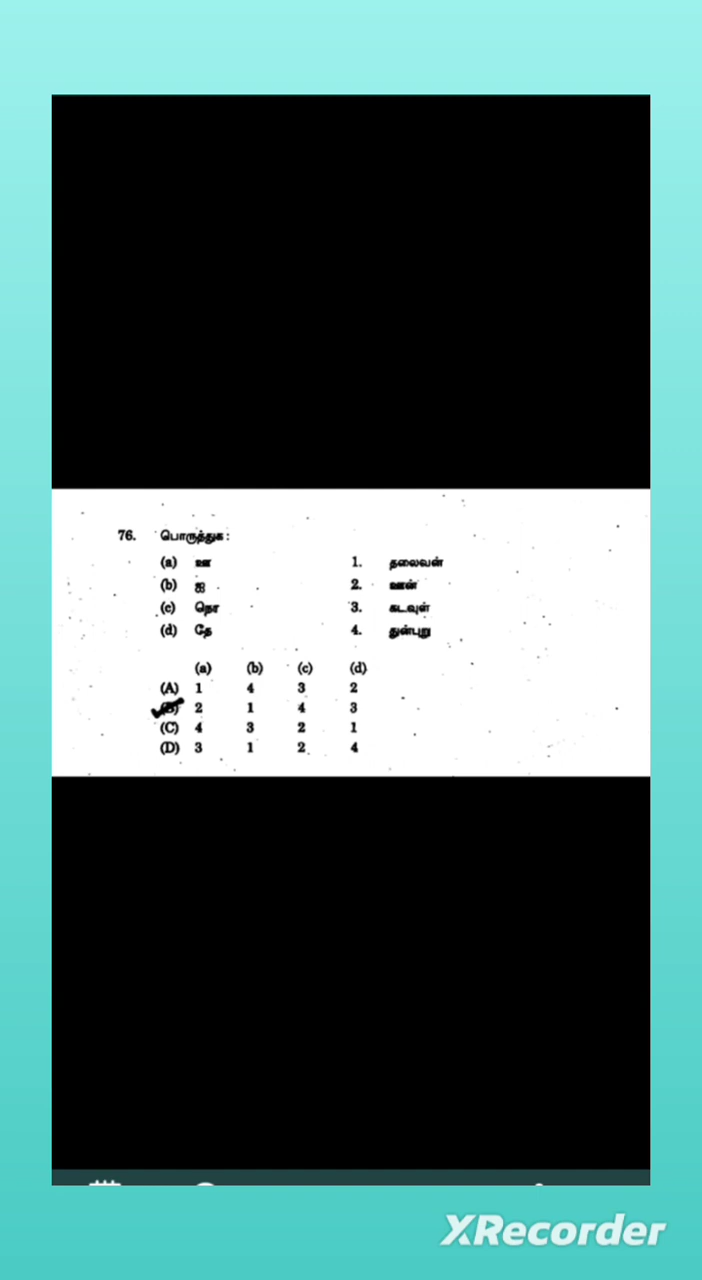 76. பொருத்துக :
(a) ஊ 1. தலைவன்
(b) ஐ 2. ஊன்
(c) நொ 3. கடவுள்
(d) தே 4. துன்புறு
(a) (b) (c) (d)
(A) 1 4 3 2
(B) 2 1 4 3
(C) 4 3 2 1
(D) 3 1 2 4
XRecorder